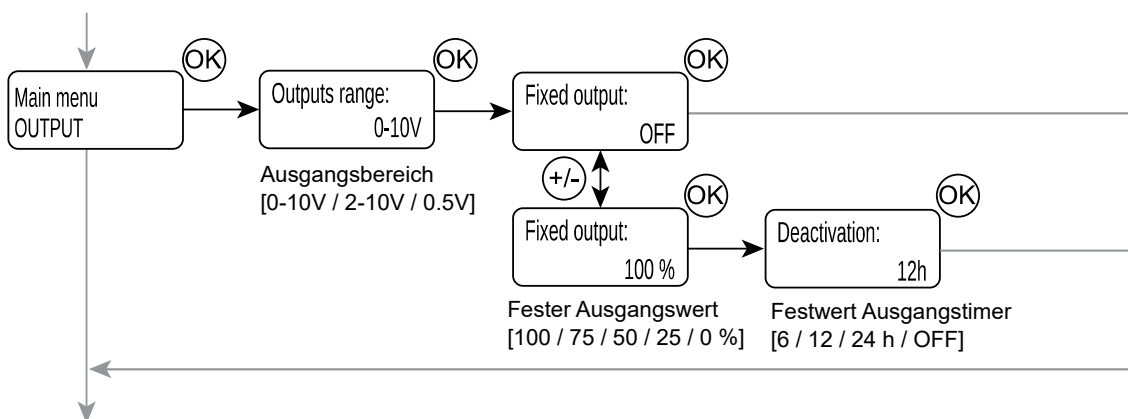 OK
OK
OK
Main menu
OUTPUT
Outputs range:
0-10V
Fixed output:
OFF
Ausgangsbereich
[0-10V / 2-10V / 0.5V]
+/-
OK
OK
Fixed output:
100 %
Deactivation:
12h
Fester Ausgangswert
[100 / 75 / 50 / 25 / 0 %]
Festwert Ausgangstimer
[6 / 12 / 24 h / OFF]